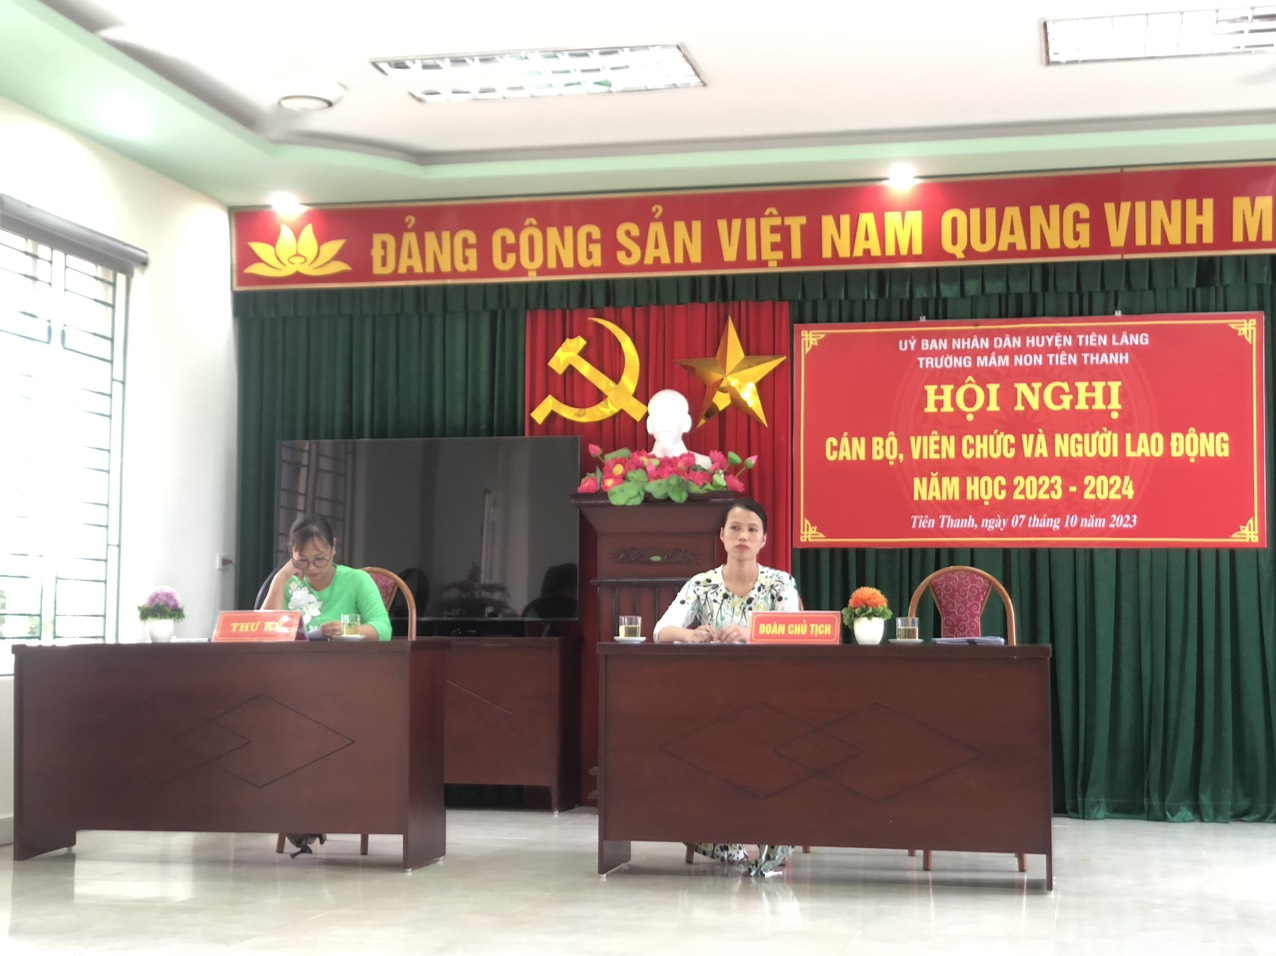 ĐẢNG CỘNG SẢN VIỆT NAM QUANG VINH M
UỶ BAN NHÂN DÂN HUYỆN TIÊN LÃNG
TRƯỜNG MẦM NON TIÊN THANH
HỘI NGHỊ
CÁN BỘ, VIÊN CHỨC VÀ NGƯỜI LAO ĐỘNG
NĂM HỌC 2023 - 2024
Tiên Thanh, ngày 07 tháng 10 năm 2023
THƯ
ĐOÀN CHỦ TỊCH